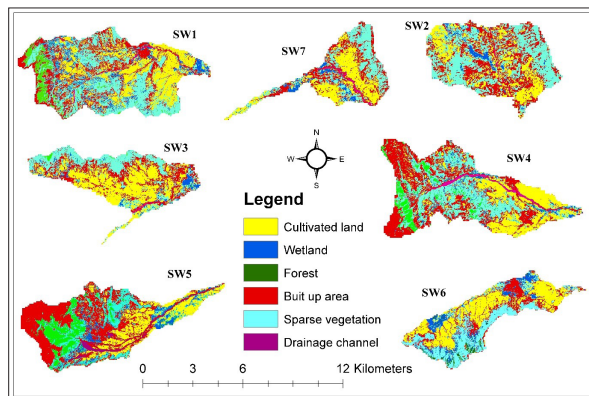 SW1
SW7
SW2
SW3
N
W E
S
SW4
Legend
Cultivated land
Wetland
Forest
Buit up area
Sparse vegetation
Drainage channel
SW5
SW6
0 3 6 12 Kilometers